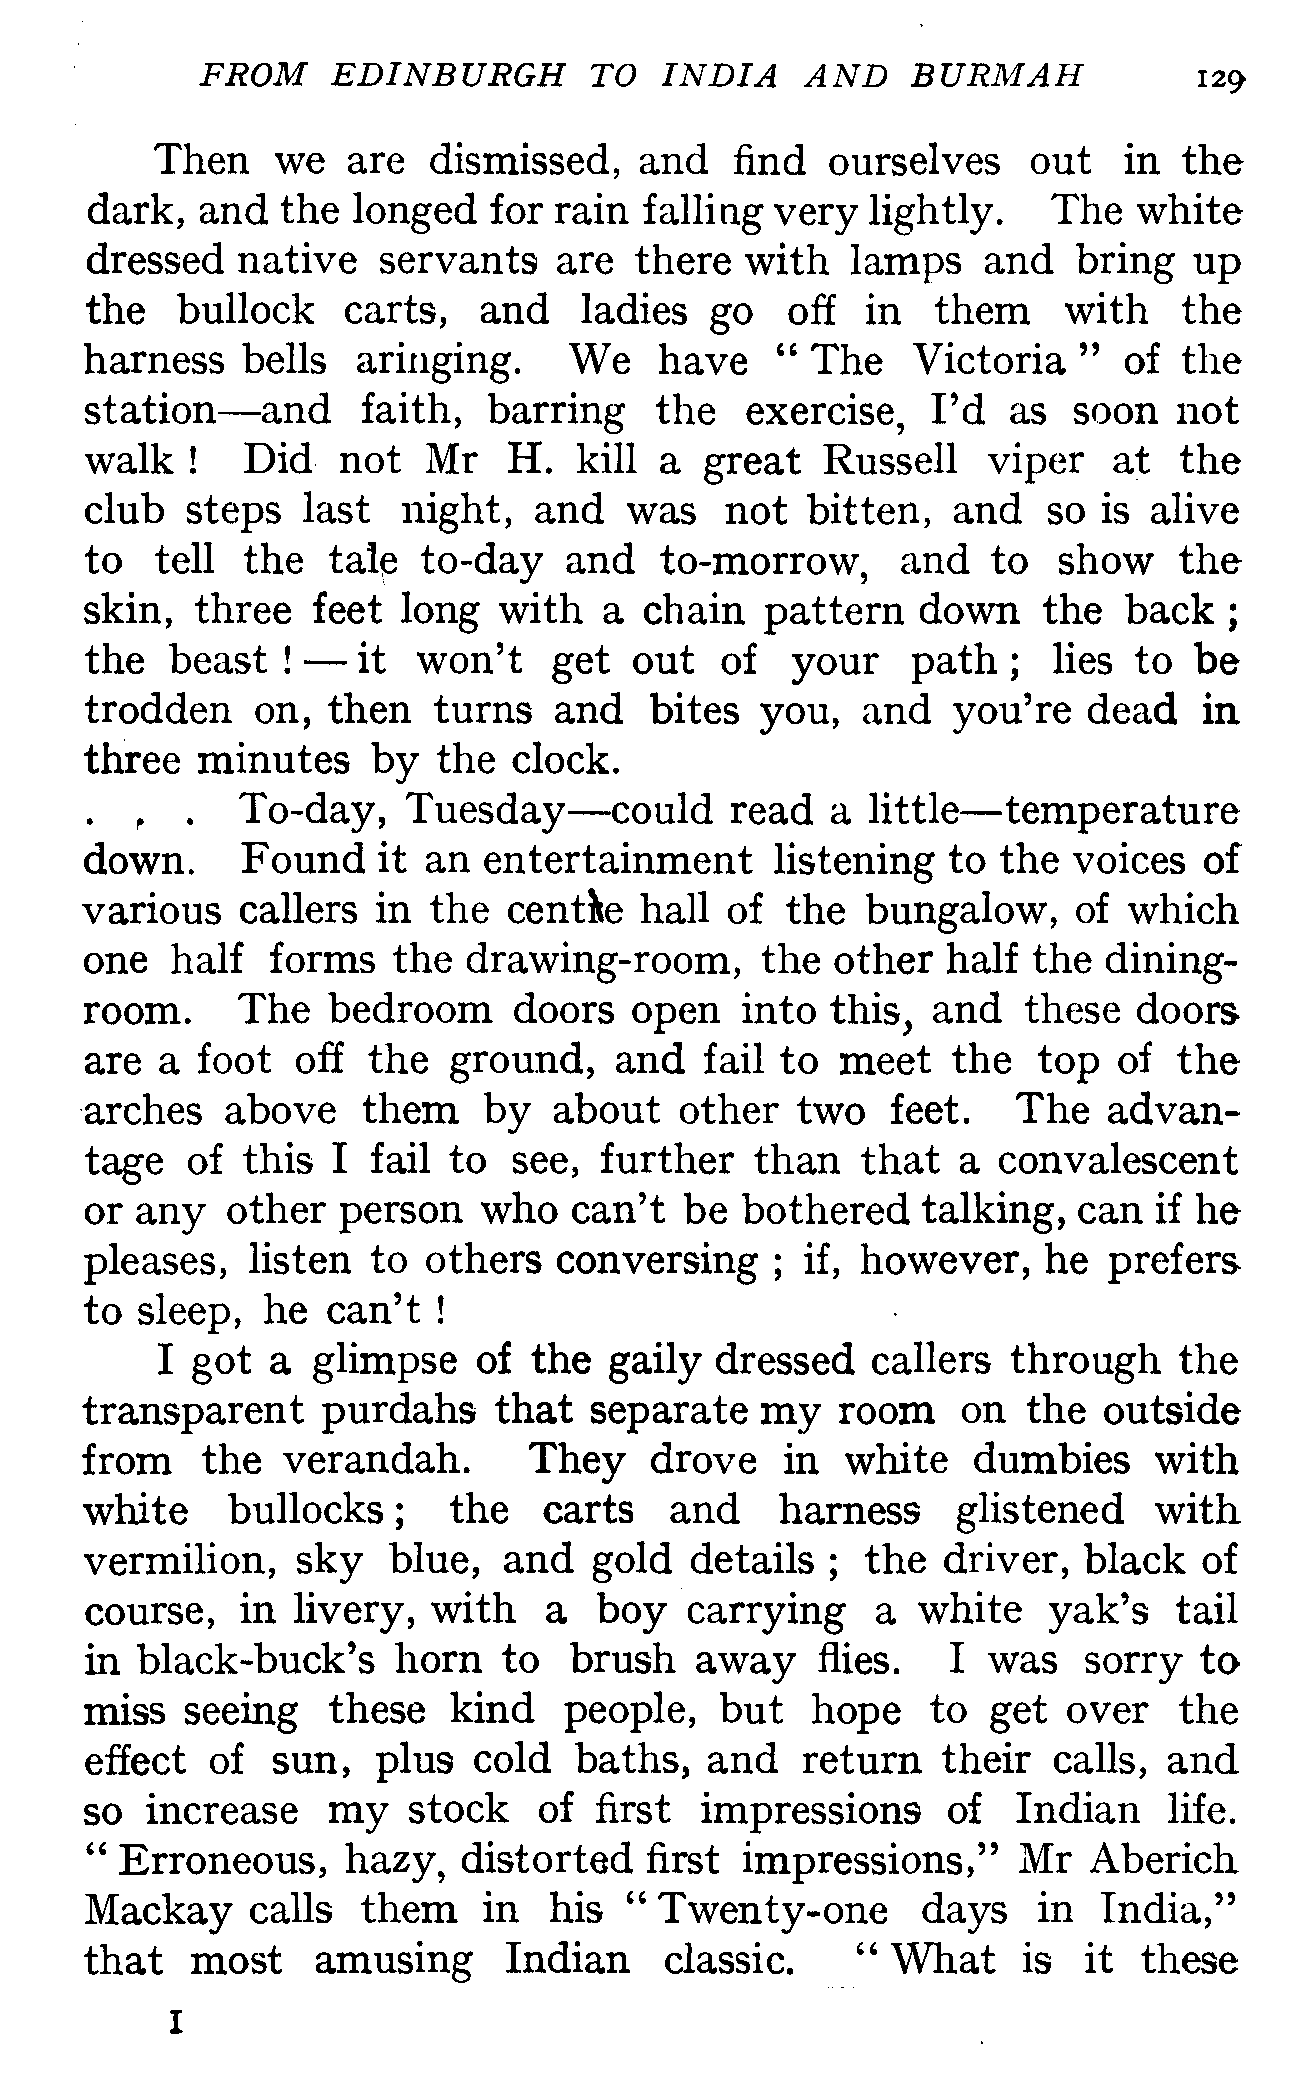 FROM EDINBURGH TO INDIA AND BURMAH 129
Then we are dismissed, and find ourselves out in the
dark, and the longed for rain falling very lightly. The white
dressed native servants are there with lamps and bring up
the bullock carts, and ladies go off in them with the
harness bells aringing. We have “ The Victoria ” of the
station—and faith, barring the exercise, I’d as soon not
walk ! Did not Mr H. kill a great Russell viper at the
club steps last night, and was not bitten, and so is alive
to tell the tale to-day and to-morrow, and to show the
skin, three feet long with a chain pattern down the back ;
the beast ! — it won’t get out of your path ; lies to be
trodden on, then turns and bites you, and you’re dead in
three minutes by the clock.
. . . To-day, Tuesday—could read a little—temperature
down. Found it an entertainment listening to the voices of
various callers in the centre hall of the bungalow, of which
one half forms the drawing-room, the other half the dining-
room. The bedroom doors open into this, and these doors
are a foot off the ground, and fail to meet the top of the
arches above them by about other two feet. The advan-
tage of this I fail to see, further than that a convalescent
or any other person who can’t be bothered talking, can if he
pleases, listen to others conversing ; if, however, he prefers
to sleep, he can’t !
I got a glimpse of the gaily dressed callers through the
transparent purdahs that separate my room on the outside
from the verandah. They drove in white dumbies with
white bullocks ; the carts and harness glistened with
vermilion, sky blue, and gold details ; the driver, black of
course, in livery, with a boy carrying a white yak’s tail
in black-buck’s horn to brush away flies. I was sorry to
miss seeing these kind people, but hope to get over the
effect of sun, plus cold baths, and return their calls, and
so increase my stock of first impressions of Indian life.
“ Erroneous, hazy, distorted first impressions,” Mr Aberich
Mackay calls them in his “ Twenty-one days in India,”
that most amusing Indian classic. “ What is it these
I